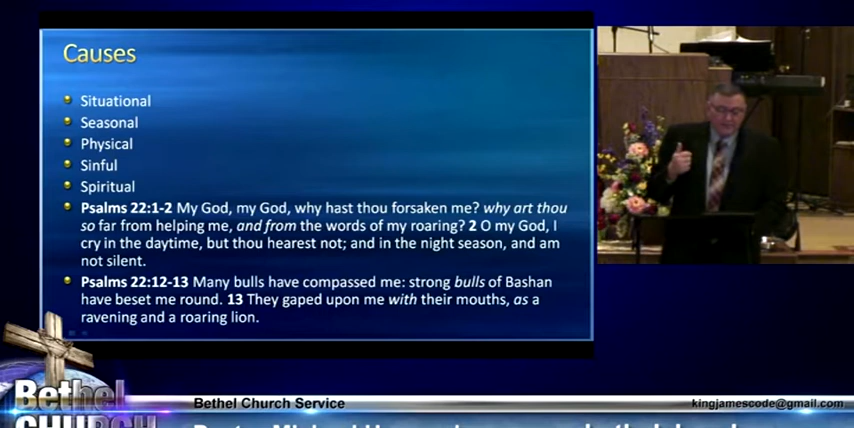 Causes
Situational
Seasonal
Physical
Sinful
Spiritual
Psalms 22:1-2 My God, my God, why hast thou forsaken me? why art thou
so far from helping me, and from the words of my roaring? 2 O my God, I
cry in the daytime, but thou hearest not; and in the night season, and am
not silent.
Psalms 22:12-13 Many bulls have compassed me: strong bulls of Bashan
have beset me round. 13 They gaped upon me with their mouths, as a
ravening and a roaring lion.
Bethel
CHURCH
Bethel Church Service
kingjamescode@gmail.com